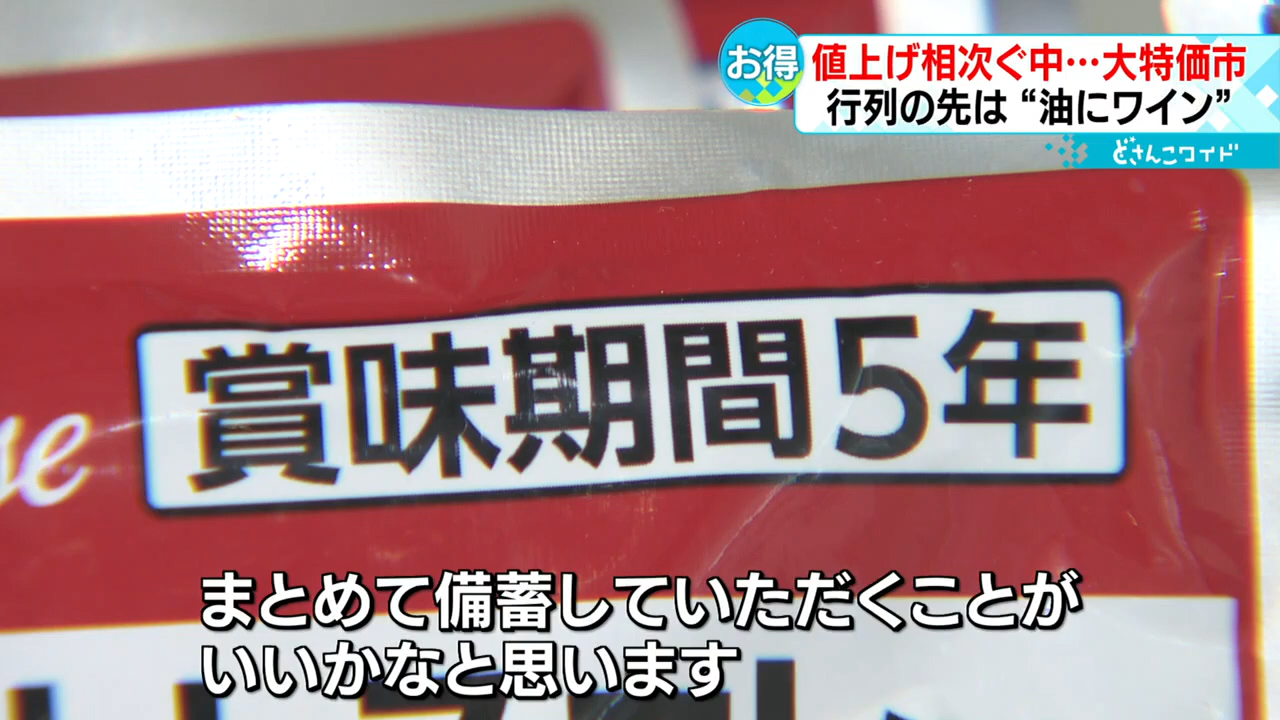 お得
値上げ相次ぐ中…大特価市
行列の先は“油にワイン”
どさんこワイド
賞味期間5年
まとめて備蓄していただくことが
いいかなと思います